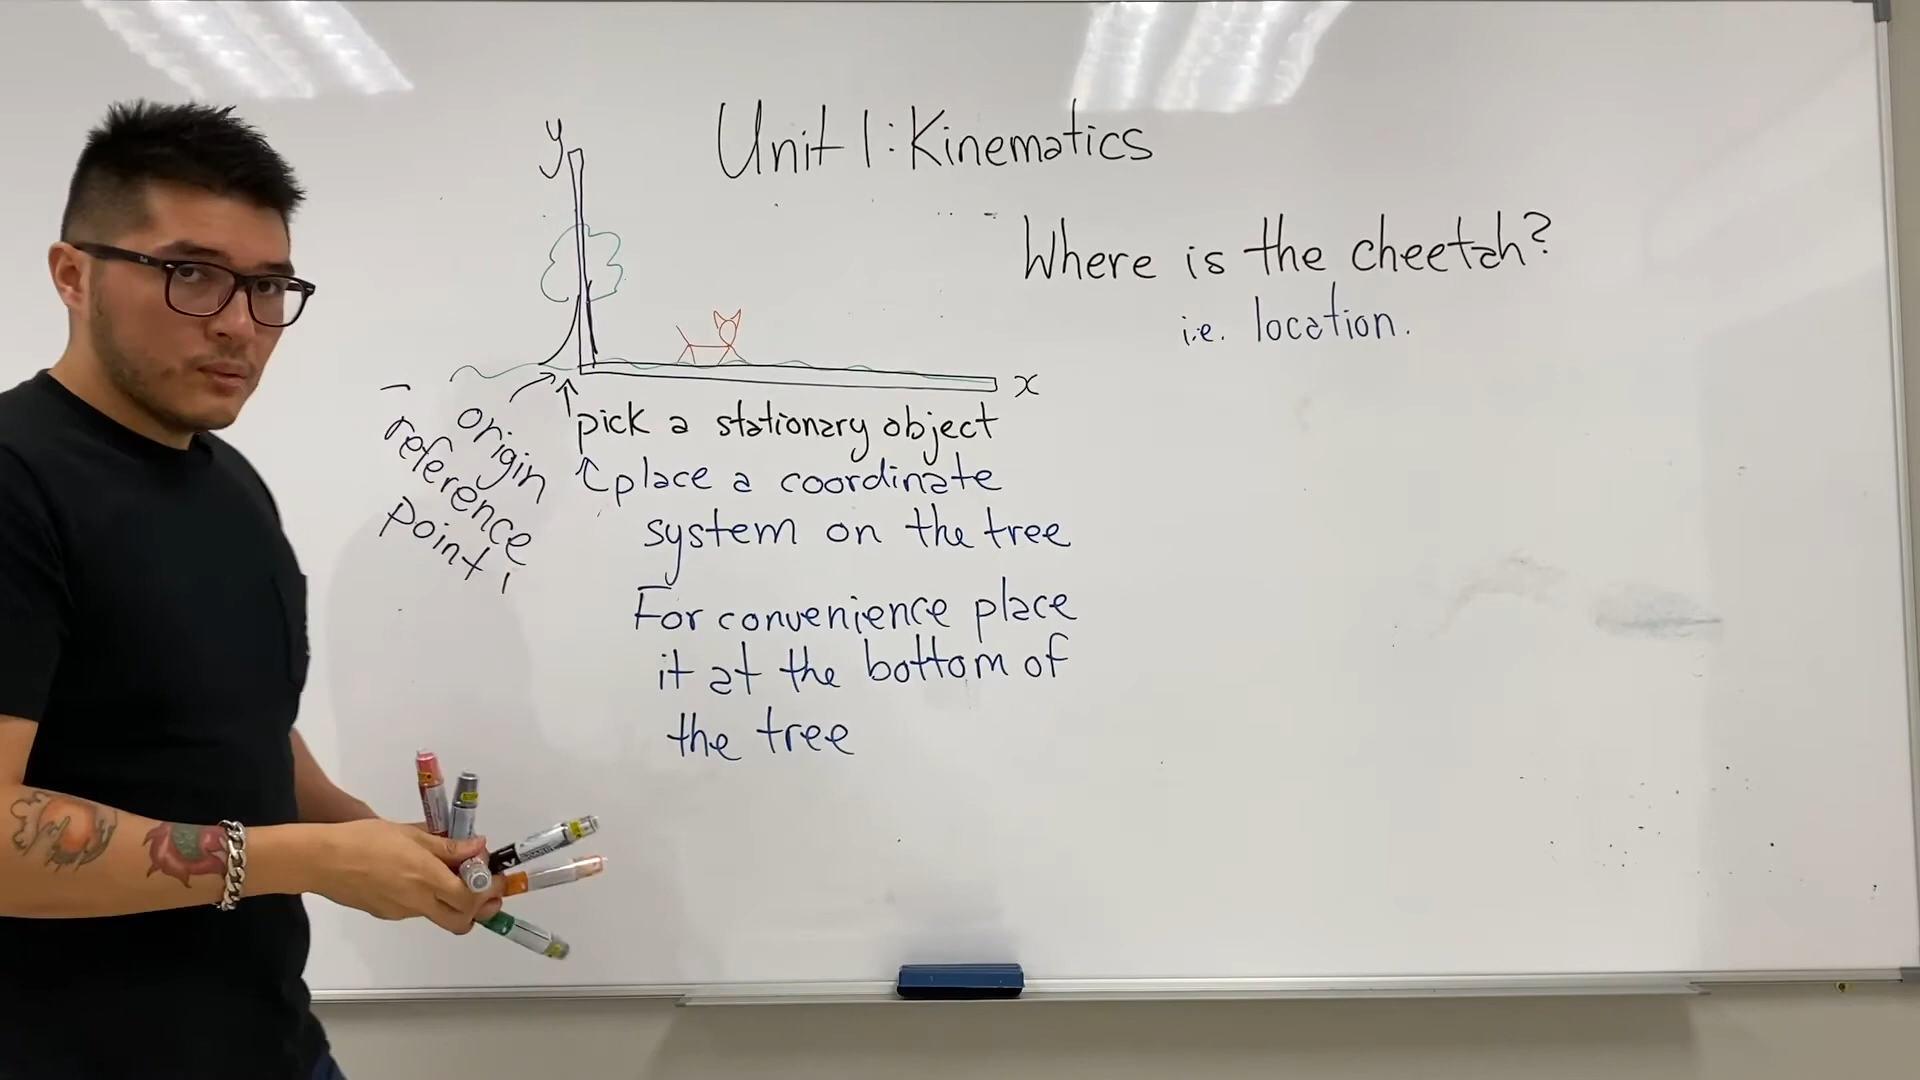 Unit 1: Kinematics
y
Where is the cheetah?
i.e. location.
x
origin
reference
point
pick a stationary object
place a coordinate
system on the tree
For convenience place
it at the bottom of
the tree